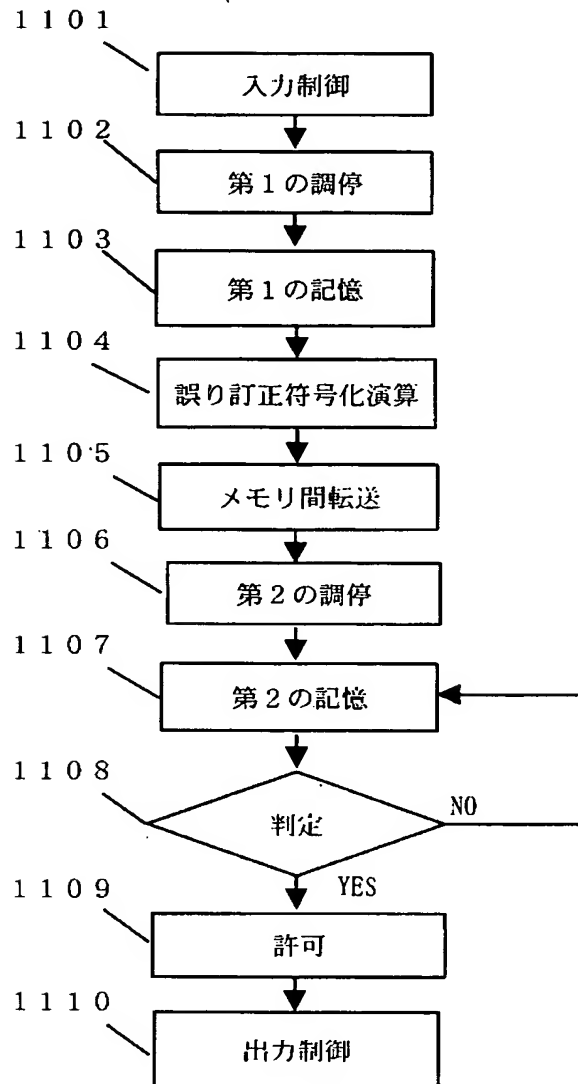 1101
入力制御
1102
第1の調停
1103
第1の記憶
1104
誤り訂正符号化演算
1105
メモリ間転送
1106
第2の調停
1107
第2の記憶
1108
判定
NO
YES
1109
許可
1110
出力制御